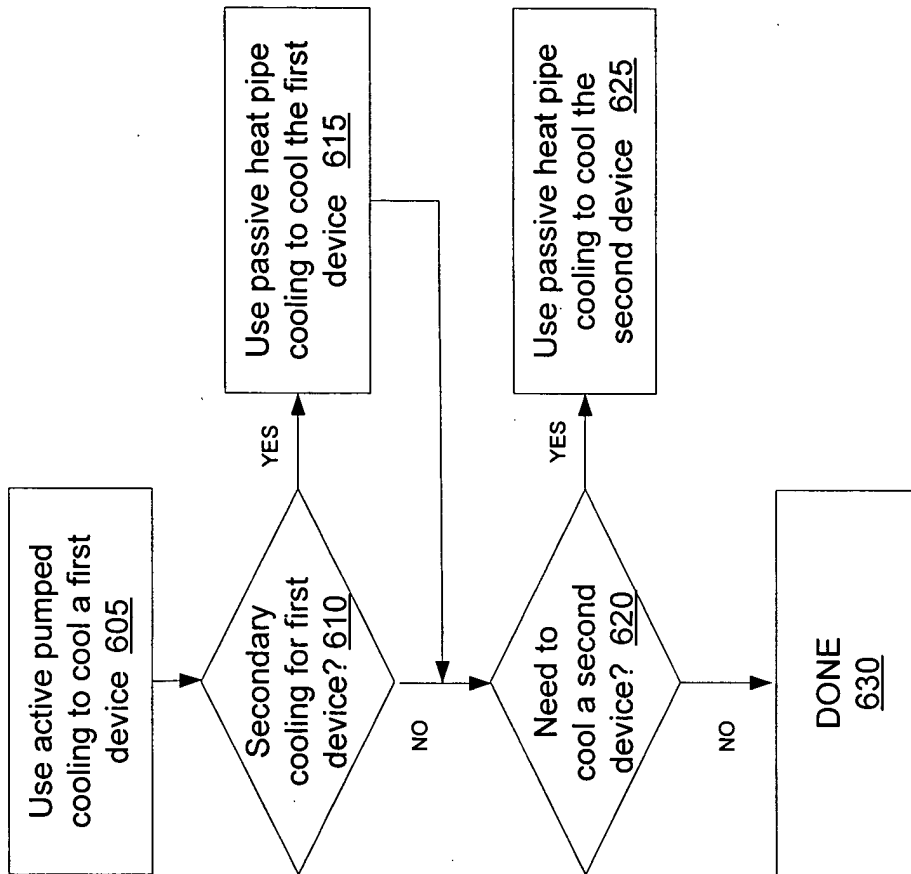 Use active pumped
cooling to cool a first
device 605
Secondary
cooling for first
device? 610
YES
Use passive heat pipe
cooling to cool the first
device 615
NO
Need to
cool a second
device? 620
YES
Use passive heat pipe
cooling to cool the
second device 625
NO
DONE
630